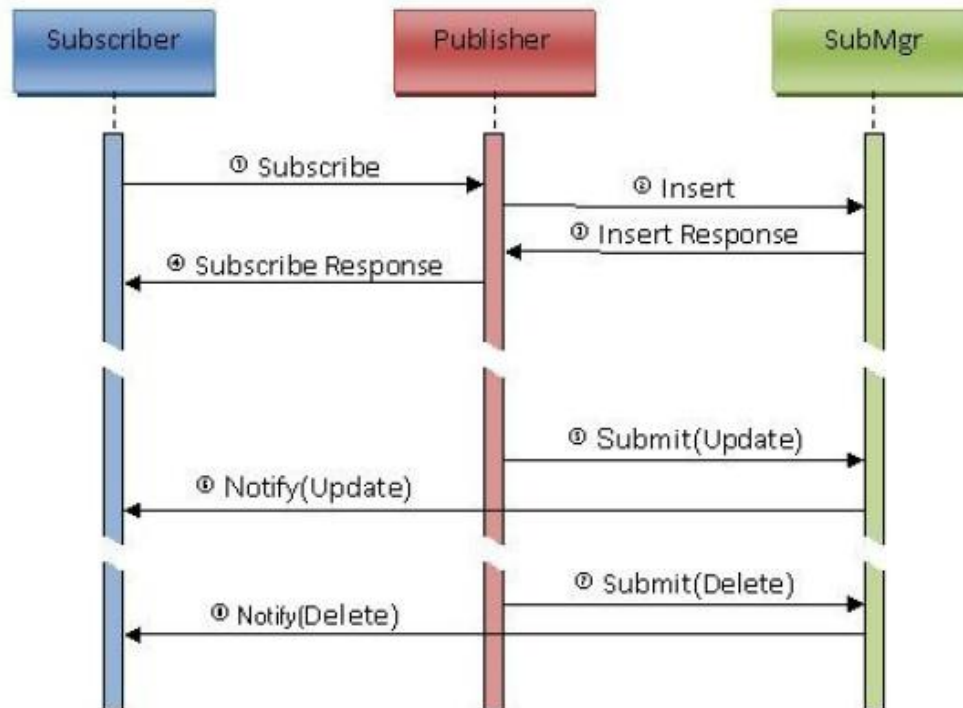 Subscriber
Publisher
SubMgr
① Subscribe
② Insert
③ Insert Response
④ Subscribe Response
⑤ Submit(Update)
⑥ Notify(Update)
⑦ Submit(Delete)
⑧ Notify(Delete)